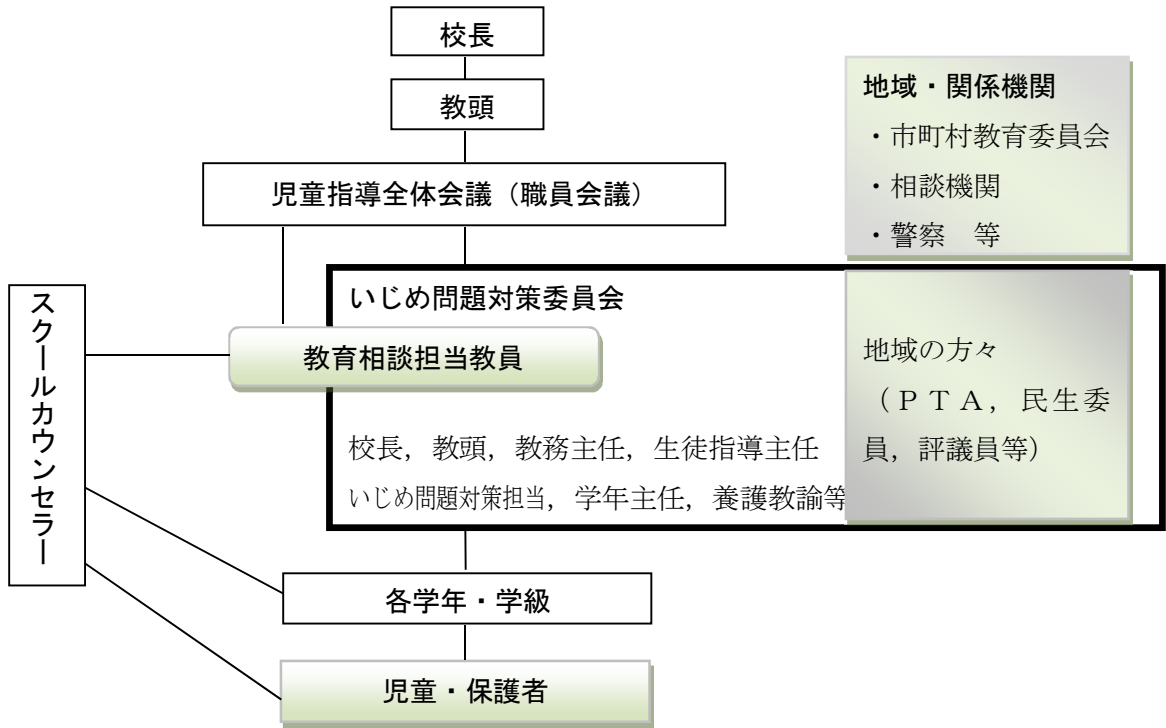 校長
教頭
児童指導全体会議（職員会議）
地域・関係機関
・市町村教育委員会
・相談機関
・警察　等
スクールカウンセラー
いじめ問題対策委員会
教育相談担当教員
校長，教頭，教務主任，生徒指導主任
いじめ問題対策担当，学年主任，養護教諭等
地域の方々
（ＰＴＡ，民生委
員，評議員等）
各学年・学級
児童・保護者